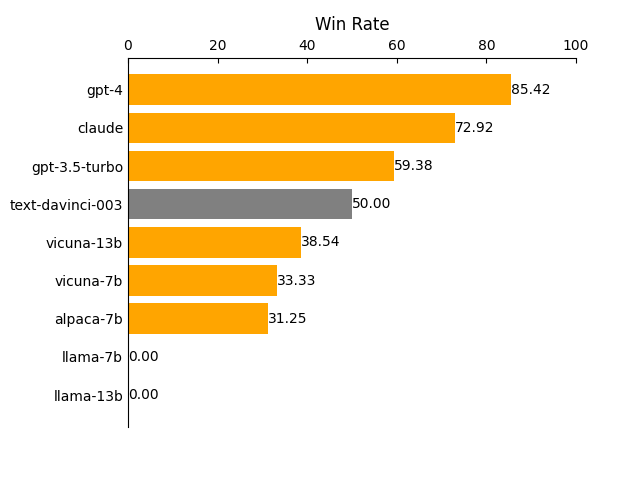 Win Rate
0 20 40 60 80 100
gpt-4 85.42
claude 72.92
gpt-3.5-turbo 59.38
text-davinci-003 50.00
vicuna-13b 38.54
vicuna-7b 33.33
alpaca-7b 31.25
llama-7b 0.00
llama-13b 0.00